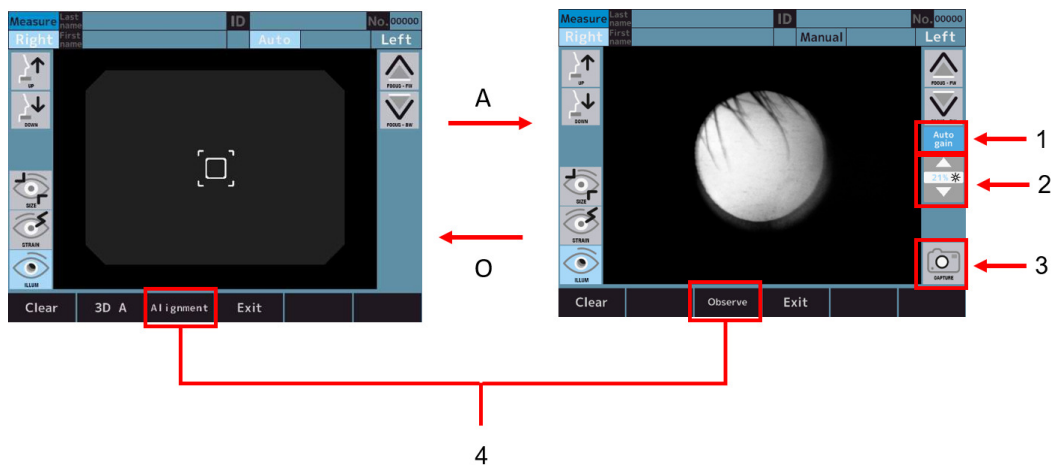 Measure Last name ID No. 00000
Right First name Auto Left
UP
FOCUS - FW
DOWN
FOCUS - BW
SIZE
STRAIN
ILLUM
Clear 3D A Alignment Exit
A
O
Measure Last name ID No. 00000
Right First name Manual Left
UP
FOCUS - FW
DOWN
Auto gain
21%
SIZE
STRAIN
CAPTURE
ILLUM
Clear Observe Exit
1
2
3
4